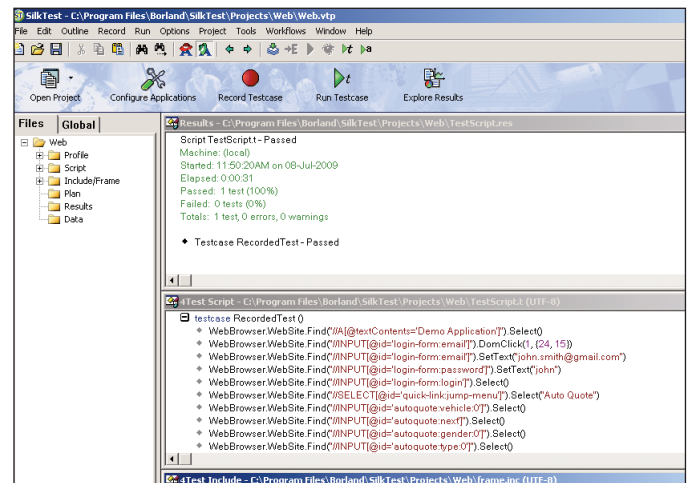 SilkTest - C:\Program Files\Borland\SilkTest\Projects\Web\Web.vtp
File Edit Outline Record Run Options Project Tools Workflows Window Help
Open Project Configure Applications Record Testcase Run Testcase Explore Results
Files Global
Web
Profile
Script
Include/Frame
Plan
Results
Data
Results - C:\Program Files\Borland\SilkTest\Projects\Web\TestScript.res
Script TestScript.t - Passed
Machine: (local)
Started: 11:50:20AM on 08-Jul-2009
Elapsed: 0:00:31
Passed: 1 test (100%)
Failed: 0 tests (0%)
Totals: 1 test, 0 errors, 0 warnings
Testcase RecordedTest - Passed
4Test Script - C:\Program Files\Borland\SilkTest\Projects\Web\TestScript.t (UTF-8)
testcase RecordedTest ()
WebBrowser.WebSite.Find("//A[@textContents='Demo Application']").Select()
WebBrowser.WebSite.Find("//INPUT[@id='login-form:email']").DomClick(1, {24, 15})
WebBrowser.WebSite.Find("//INPUT[@id='login-form:email']").SetText("john.smith@gmail.com")
WebBrowser.WebSite.Find("//INPUT[@id='login-form:password']").SetText("john")
WebBrowser.WebSite.Find("//INPUT[@id='login-form:login']").Select()
WebBrowser.WebSite.Find("//SELECT[@id='quick-link:jump-menu']").Select("Auto Quote")
WebBrowser.WebSite.Find("//INPUT[@id='autoquote:vehicle:0']").Select()
WebBrowser.WebSite.Find("//INPUT[@id='autoquote:next']").Select()
WebBrowser.WebSite.Find("//INPUT[@id='autoquote:gender:0']").Select()
WebBrowser.WebSite.Find("//INPUT[@id='autoquote:type:0']").Select()
4Test Include - C:\Program Files\Borland\SilkTest\Projects\Web\frame.inc (UTF-8)